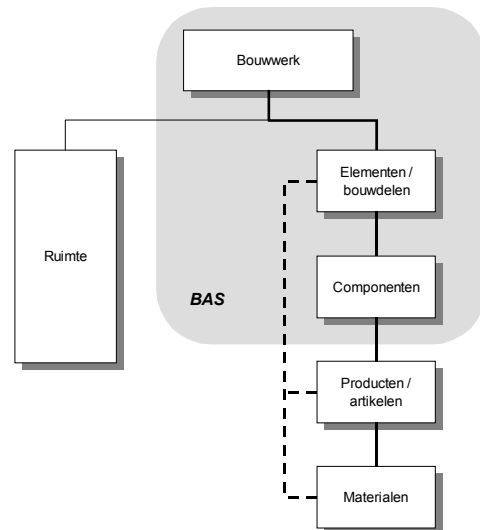 Bouwwerk
Elementen /
bouwdelen
Ruimte
Componenten
BAS
Producten /
artikelen
Materialen